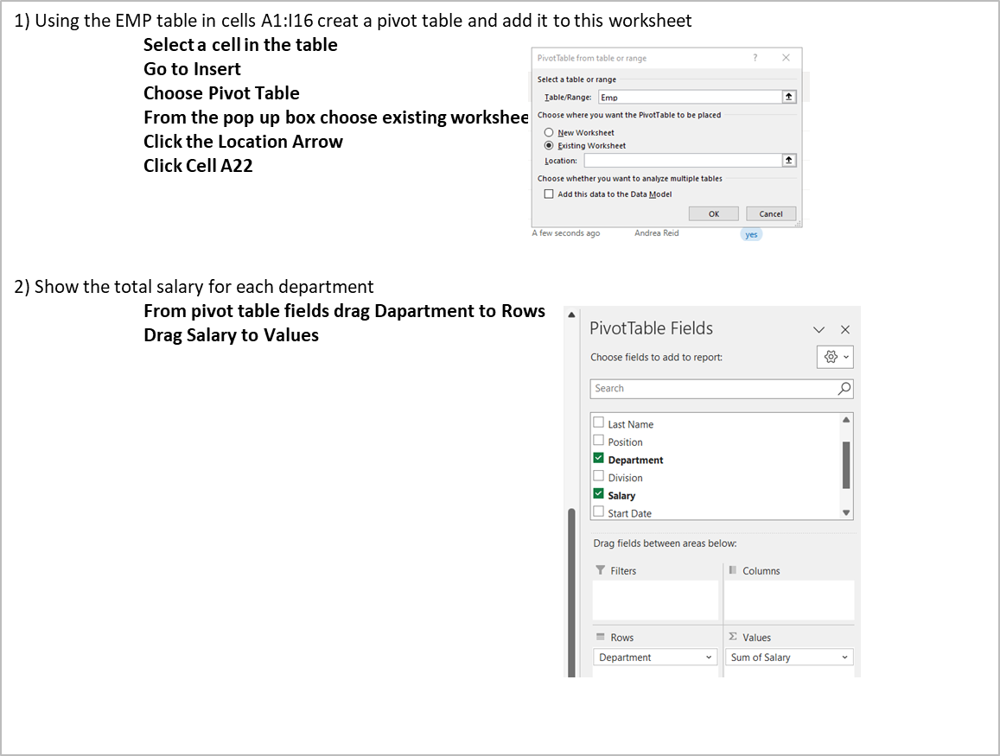 1) Using the EMP table in cells A1:I16 creat a pivot table and add it to this worksheet
Select a cell in the table
Go to Insert
Choose Pivot Table
From the pop up box choose existing workshee
Click the Location Arrow
Click Cell A22
PivotTable from table or range ?
Select a table or range
Table/Range: Emp
Choose where you want the PivotTable to be placed
New Worksheet
Existing Worksheet
Location:
Choose whether you want to analyze multiple tables
Add this data to the Data Model
OK Cancel
A few seconds ago Andrea Reid yes
2) Show the total salary for each department
From pivot table fields drag Dapartment to Rows
Drag Salary to Values
PivotTable Fields
Choose fields to add to report:
Search
Last Name
Position
Department
Division
Salary
Start Date
Drag fields between areas below:
Filters Columns
Rows Σ Values
Department Sum of Salary